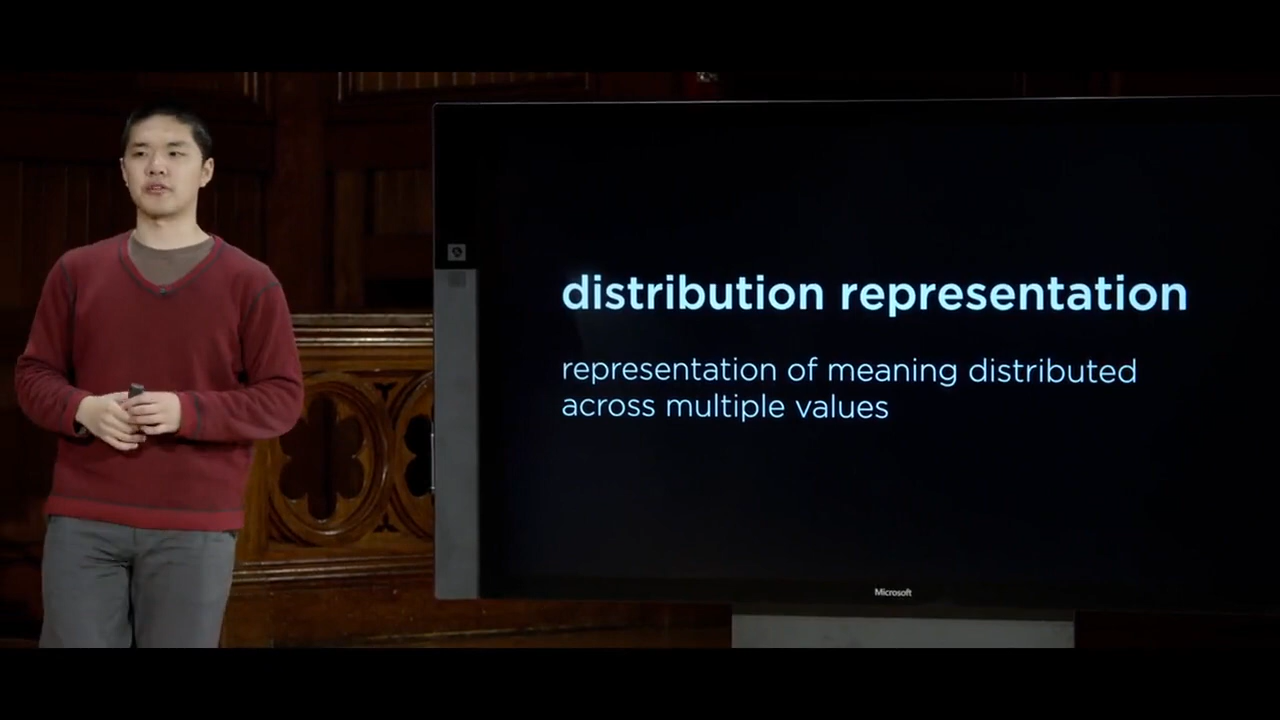 distribution representation
representation of meaning distributed
across multiple values
Microsoft